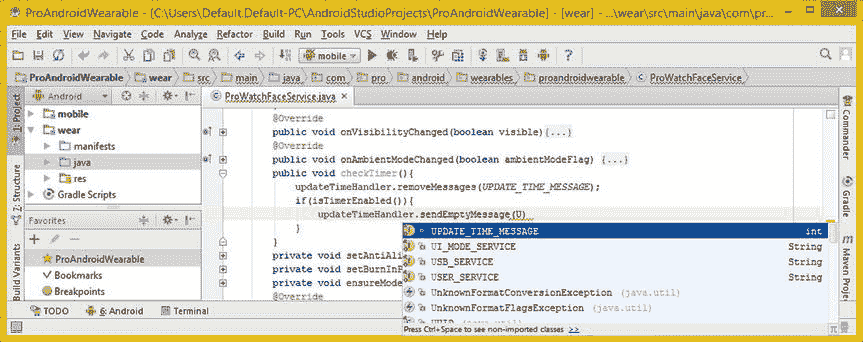 ProAndroidWearable - [C:\Users\Default.Default-PC\AndroidStudioProjects\ProAndroidWearable] - [wear] - ...\wear\src\main\java\com\pr...
File Edit View Navigate Code Analyze Refactor Build Run Tools VCS Window Help
mobile
ProAndroidWearable wear src main java com pro android wearables proandroidwearable ProWatchFaceService
Android
ProWatchFaceService.java
1: Project
7: Structure
Build Variants
mobile
wear
manifests
java
res
Gradle Scripts
Favorites
ProAndroidWearable
Bookmarks
Breakpoints
@Override
public void onVisibilityChanged(boolean visible){...}
@Override
public void onAmbientModeChanged(boolean ambientModeFlag) {...}
public void checkTimer(){
updateTimeHandler.removeMessages(UPDATE_TIME_MESSAGE);
if(isTimerEnabled()){
updateTimeHandler.sendEmptyMessage(U)
}
}
private void setAntiAli
private void setBurnInP
private void ensureMode
@Override
UPDATE_TIME_MESSAGE int
UI_MODE_SERVICE String
USB_SERVICE String
USER_SERVICE String
UnknownFormatConversionException (java.util)
UnknownFormatFlagsException (java.util)
UUID (java.util)
Press Ctrl+Space to see non-imported classes >>
Commander
Gradle
Maven Proje
TODO 6: Android Terminal